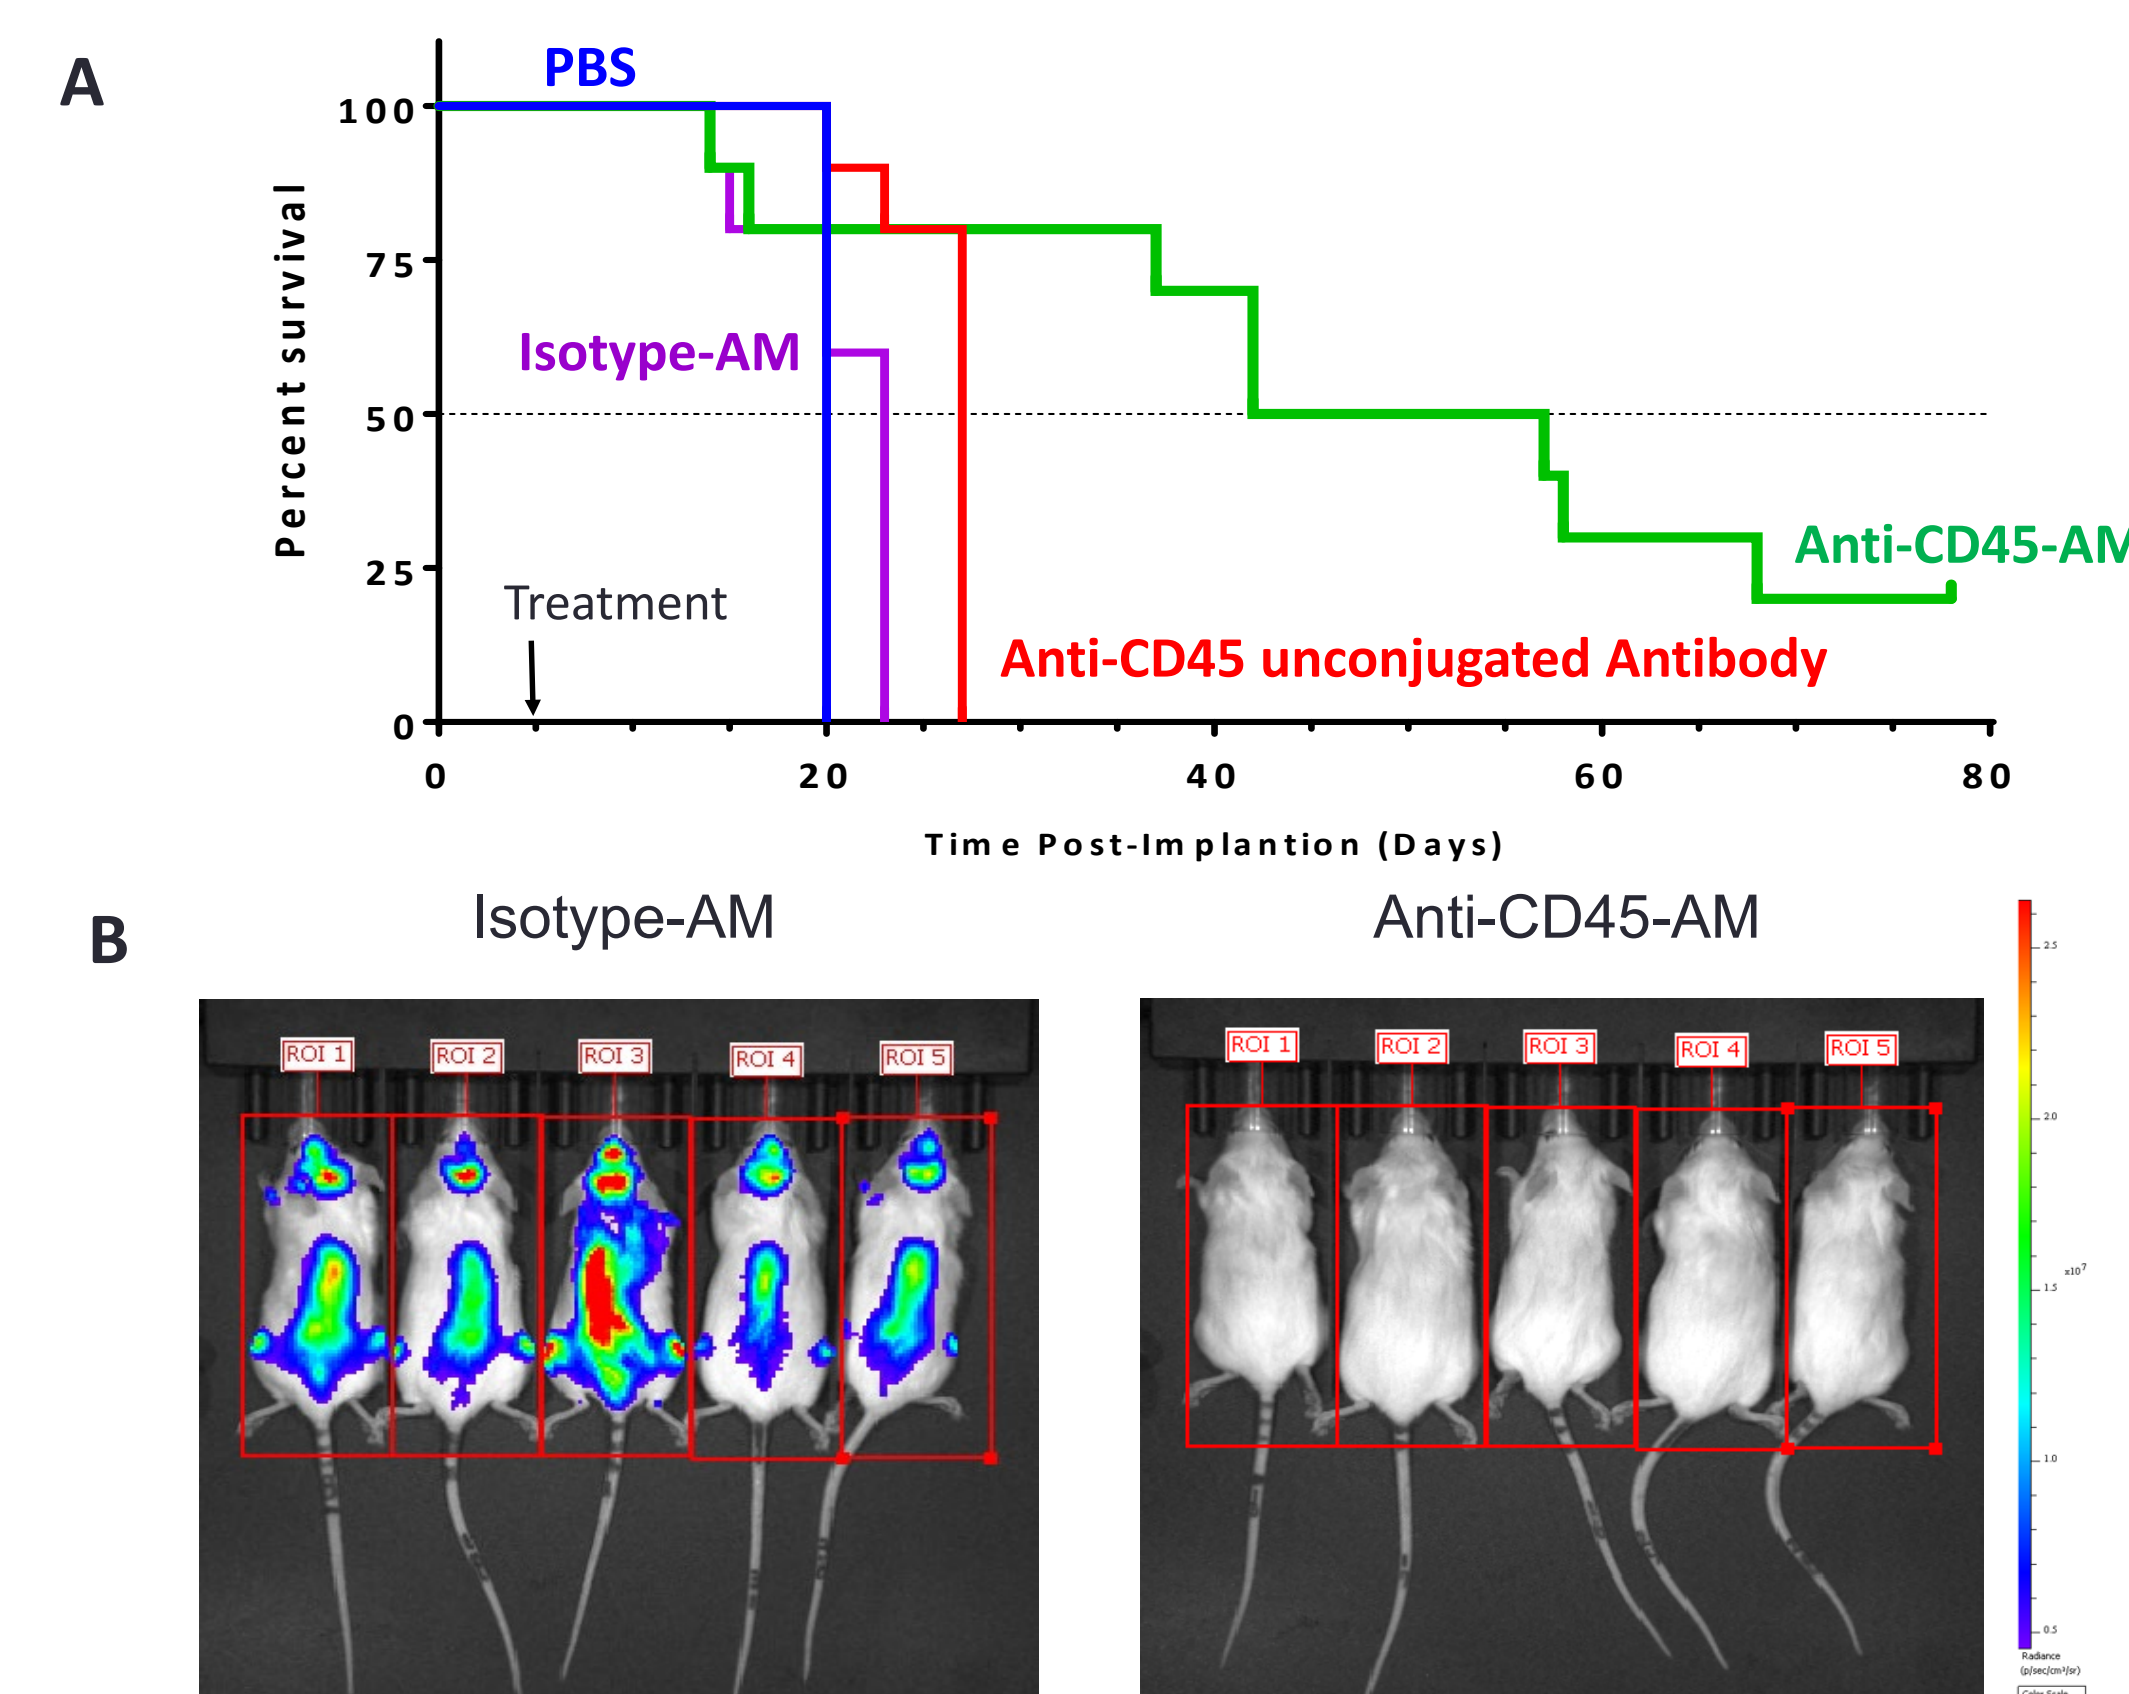 A
PBS
100
75
50
25
0
Percent survival
Isotype-AM
Treatment
Anti-CD45-AM
Anti-CD45 unconjugated Antibody
0 20 40 60 80
Time Post-Implantion (Days)
B
Isotype-AM
Anti-CD45-AM
ROI 1 ROI 2 ROI 3 ROI 4 ROI 5
ROI 1 ROI 2 ROI 3 ROI 4 ROI 5
2.5
2.0
x10⁷
1.5
1.0
0.5
Radiance
(p/sec/cm²/sr)
Color Scale